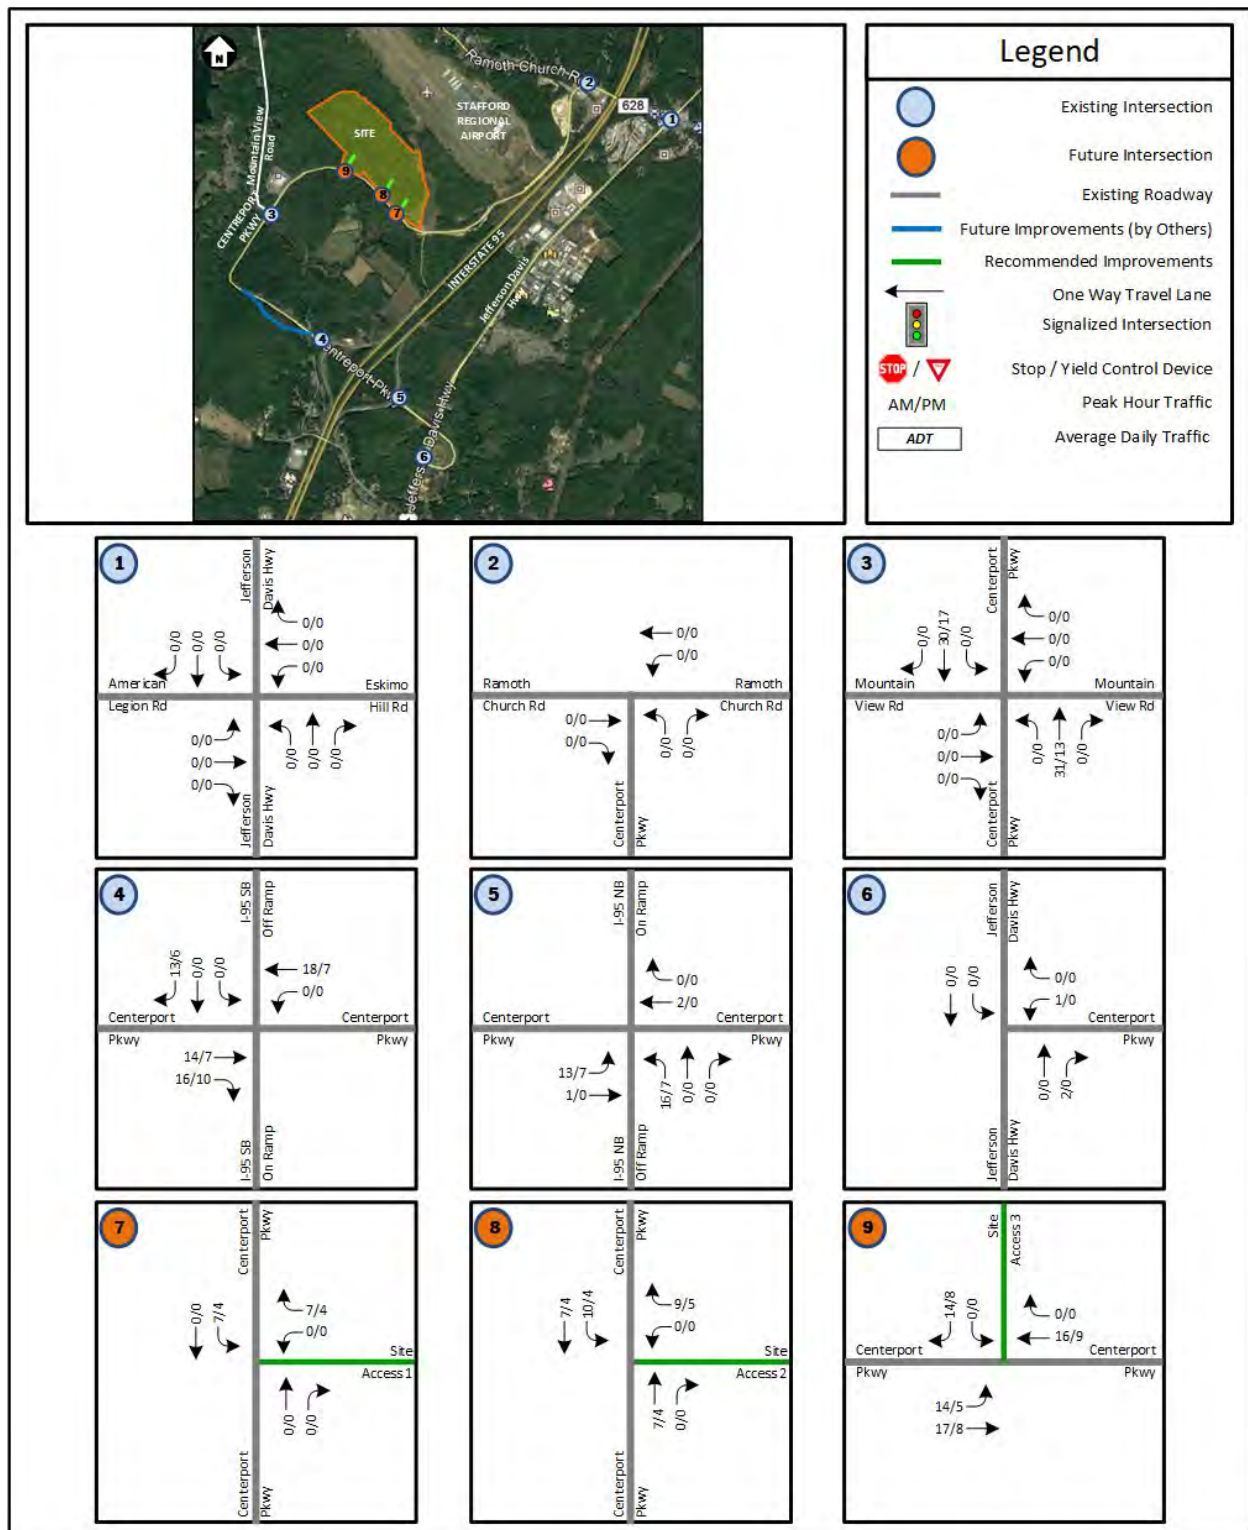 N
Ramoth-Church-R
2
628
1
STAFFORD
REGIONAL
AIRPORT
SITE
Mountain View
Road
9
8
7
3
CENTREPORT
PKWY
INTERSTATE 95
Jefferson Davis
Hwy
4
entreport-Pkw
5
6
Jeffers
Davis-Hwy
Legend
Existing Intersection
Future Intersection
Existing Roadway
Future Improvements (by Others)
Recommended Improvements
One Way Travel Lane
Signalized Intersection
STOP / Stop / Yield Control Device
AM/PM Peak Hour Traffic
ADT Average Daily Traffic
1
Jefferson
Davis Hwy
0/0 0/0 0/0
0/0
0/0
0/0
American
Legion Rd
Eskimo
Hill Rd
0/0
0/0
0/0
0/0 0/0 0/0
Jefferson
Davis Hwy
2
0/0
0/0
Ramoth
Church Rd
Ramoth
Church Rd
0/0
0/0
0/0 0/0
Centerport
Pkwy
3
Centerport
Pkwy
0/0 30/17 0/0
0/0
0/0
0/0
Mountain
View Rd
Mountain
View Rd
0/0
0/0
0/0
0/0 31/13 0/0
Centerport
Pkwy
4
I-95 SB
Off Ramp
13/6 0/0 0/0
18/7
0/0
Centerport
Pkwy
Centerport
Pkwy
14/7
16/10
I-95 SB
On Ramp
5
I-95 NB
On Ramp
0/0
2/0
Centerport
Pkwy
Centerport
Pkwy
13/7
1/0
16/7 0/0 0/0
I-95 NB
Off Ramp
6
Jefferson
Davis Hwy
0/0 0/0
0/0
1/0
Centerport
Pkwy
0/0 2/0
Jefferson
Davis Hwy
7
Centerport
Pkwy
0/0 7/4
7/4
0/0
Site
Access 1
0/0 0/0
Centerport
Pkwy
8
Centerport
Pkwy
7/4 10/4
9/5
0/0
Site
Access 2
7/4 0/0
Centerport
Pkwy
9
Site
Access 3
14/8 0/0
0/0
16/9
Centerport
Pkwy
Centerport
Pkwy
14/5
17/8